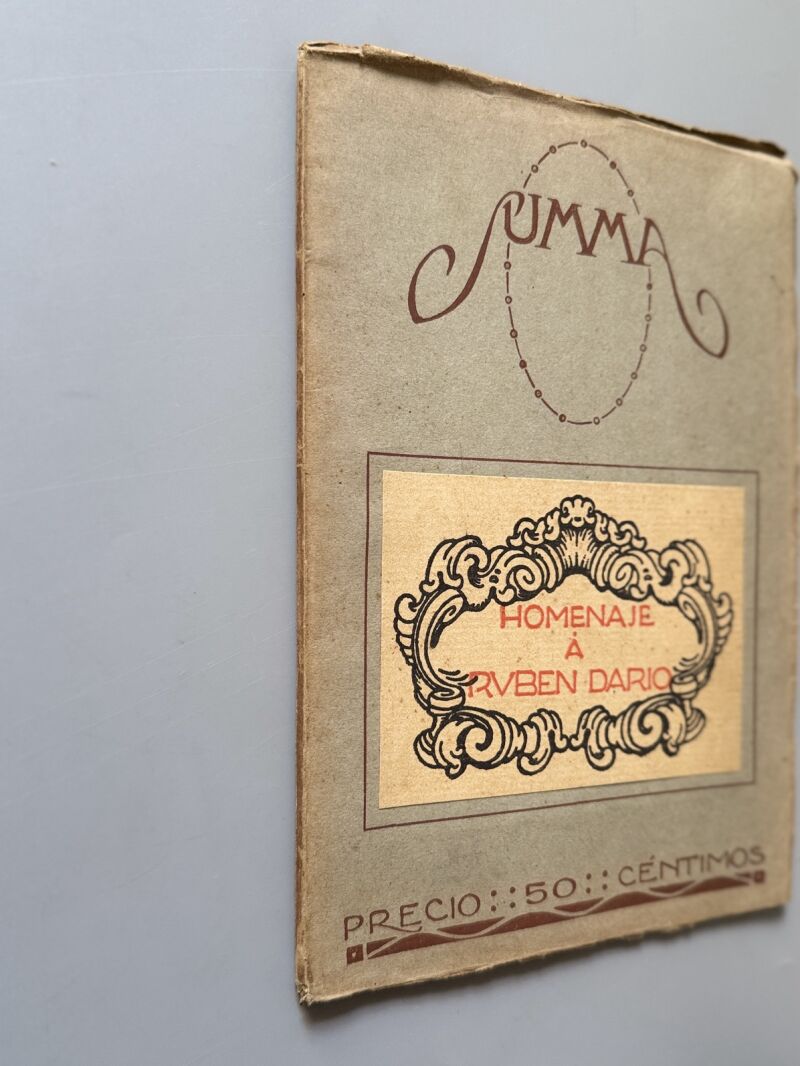 SUMMA
HOMENAJE
Á
RVBEN DARIO
PRECIO :: 50 :: CÉNTIMOS